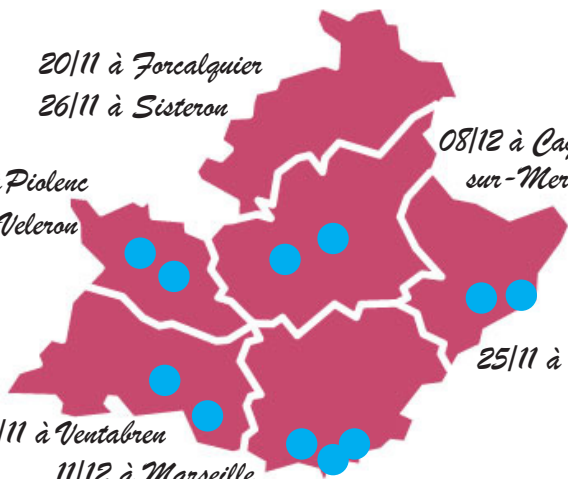 20/11 à Forcalquier
26/11 à Sisteron
08/12 à
sur-Mer
Piolenc
Veleron
25/11 à
/11 à Ventabren
11/12 à Marseille